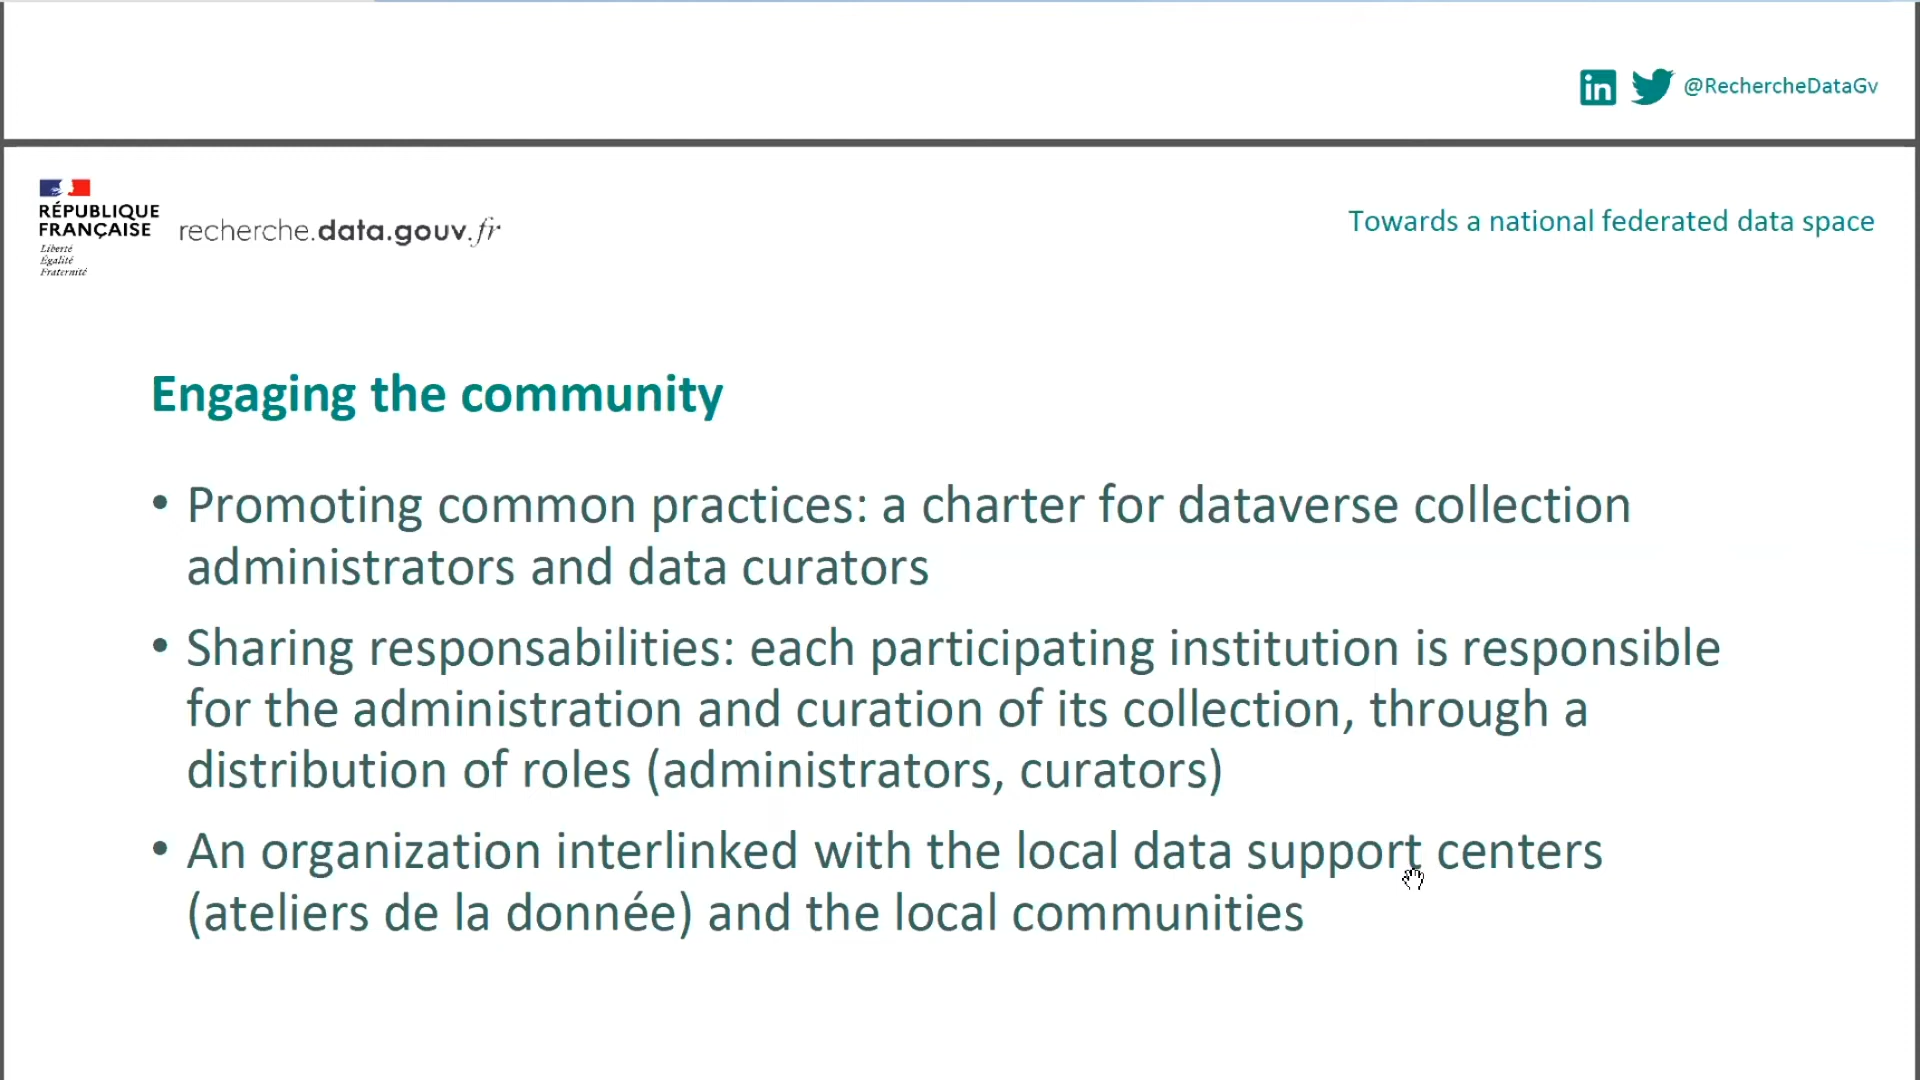 in @RechercheDataGv
RÉPUBLIQUE
FRANÇAISE
Liberté
Égalité
Fraternité
recherche.data.gouv.fr
Towards a national federated data space
Engaging the community
• Promoting common practices: a charter for dataverse collection
administrators and data curators
• Sharing responsabilities: each participating institution is responsible
for the administration and curation of its collection, through a
distribution of roles (administrators, curators)
• An organization interlinked with the local data support centers
(ateliers de la donnée) and the local communities